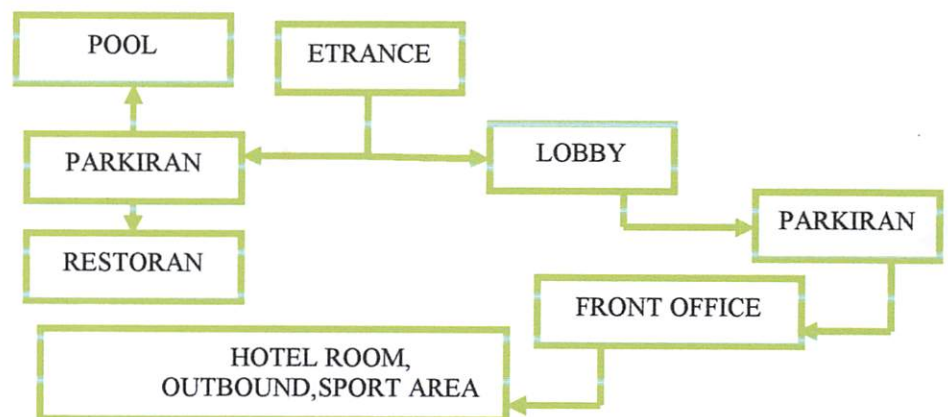 POOL
ETRANCE
PARKIRAN
LOBBY
PARKIRAN
RESTORAN
FRONT OFFICE
HOTEL ROOM,
OUTBOUND,SPORT AREA